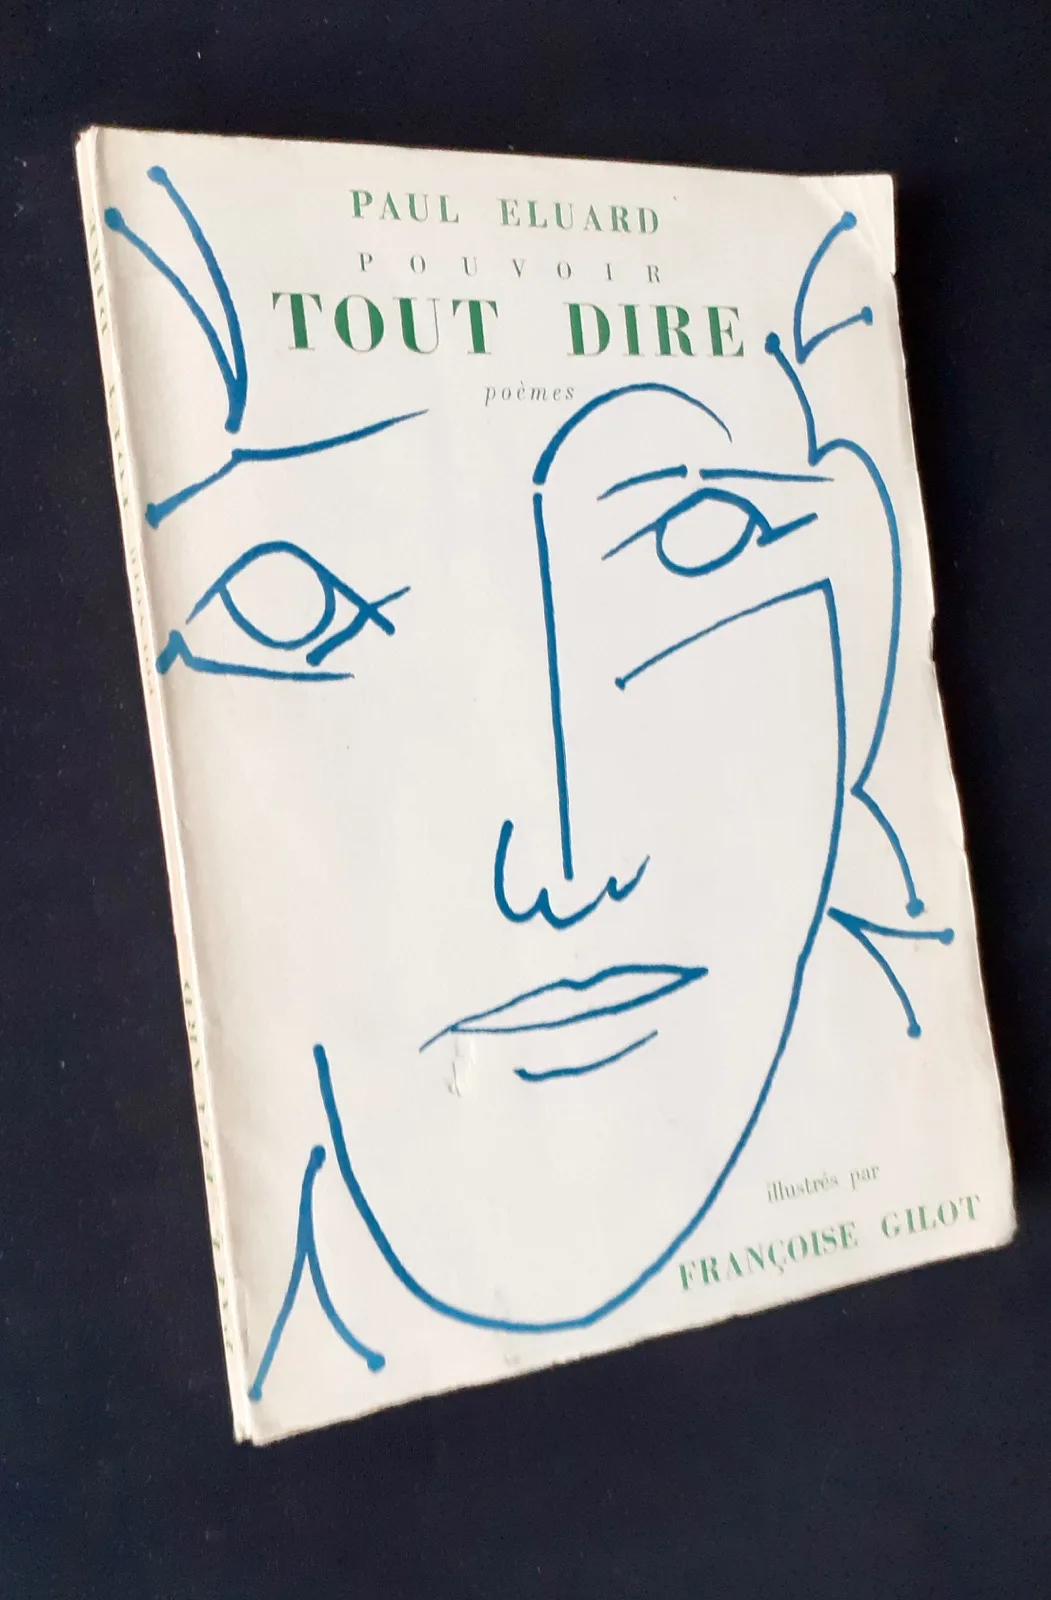 PAUL ELUARD
POUVOIR
TOUT DIRE
poèmes
illustrés par
FRANÇOISE GILOT